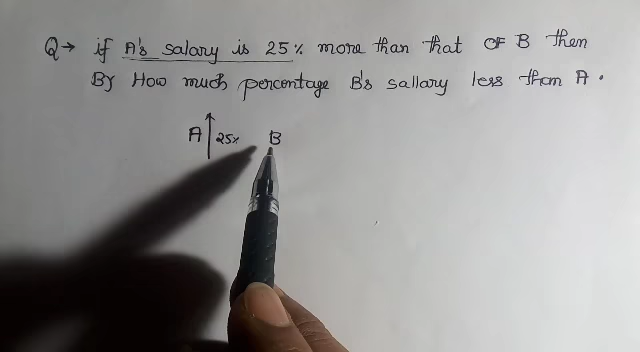 Q→ if A's salary is 25% more than that OF B then
By How much percentage B's sallary less than A.
A↑25% B